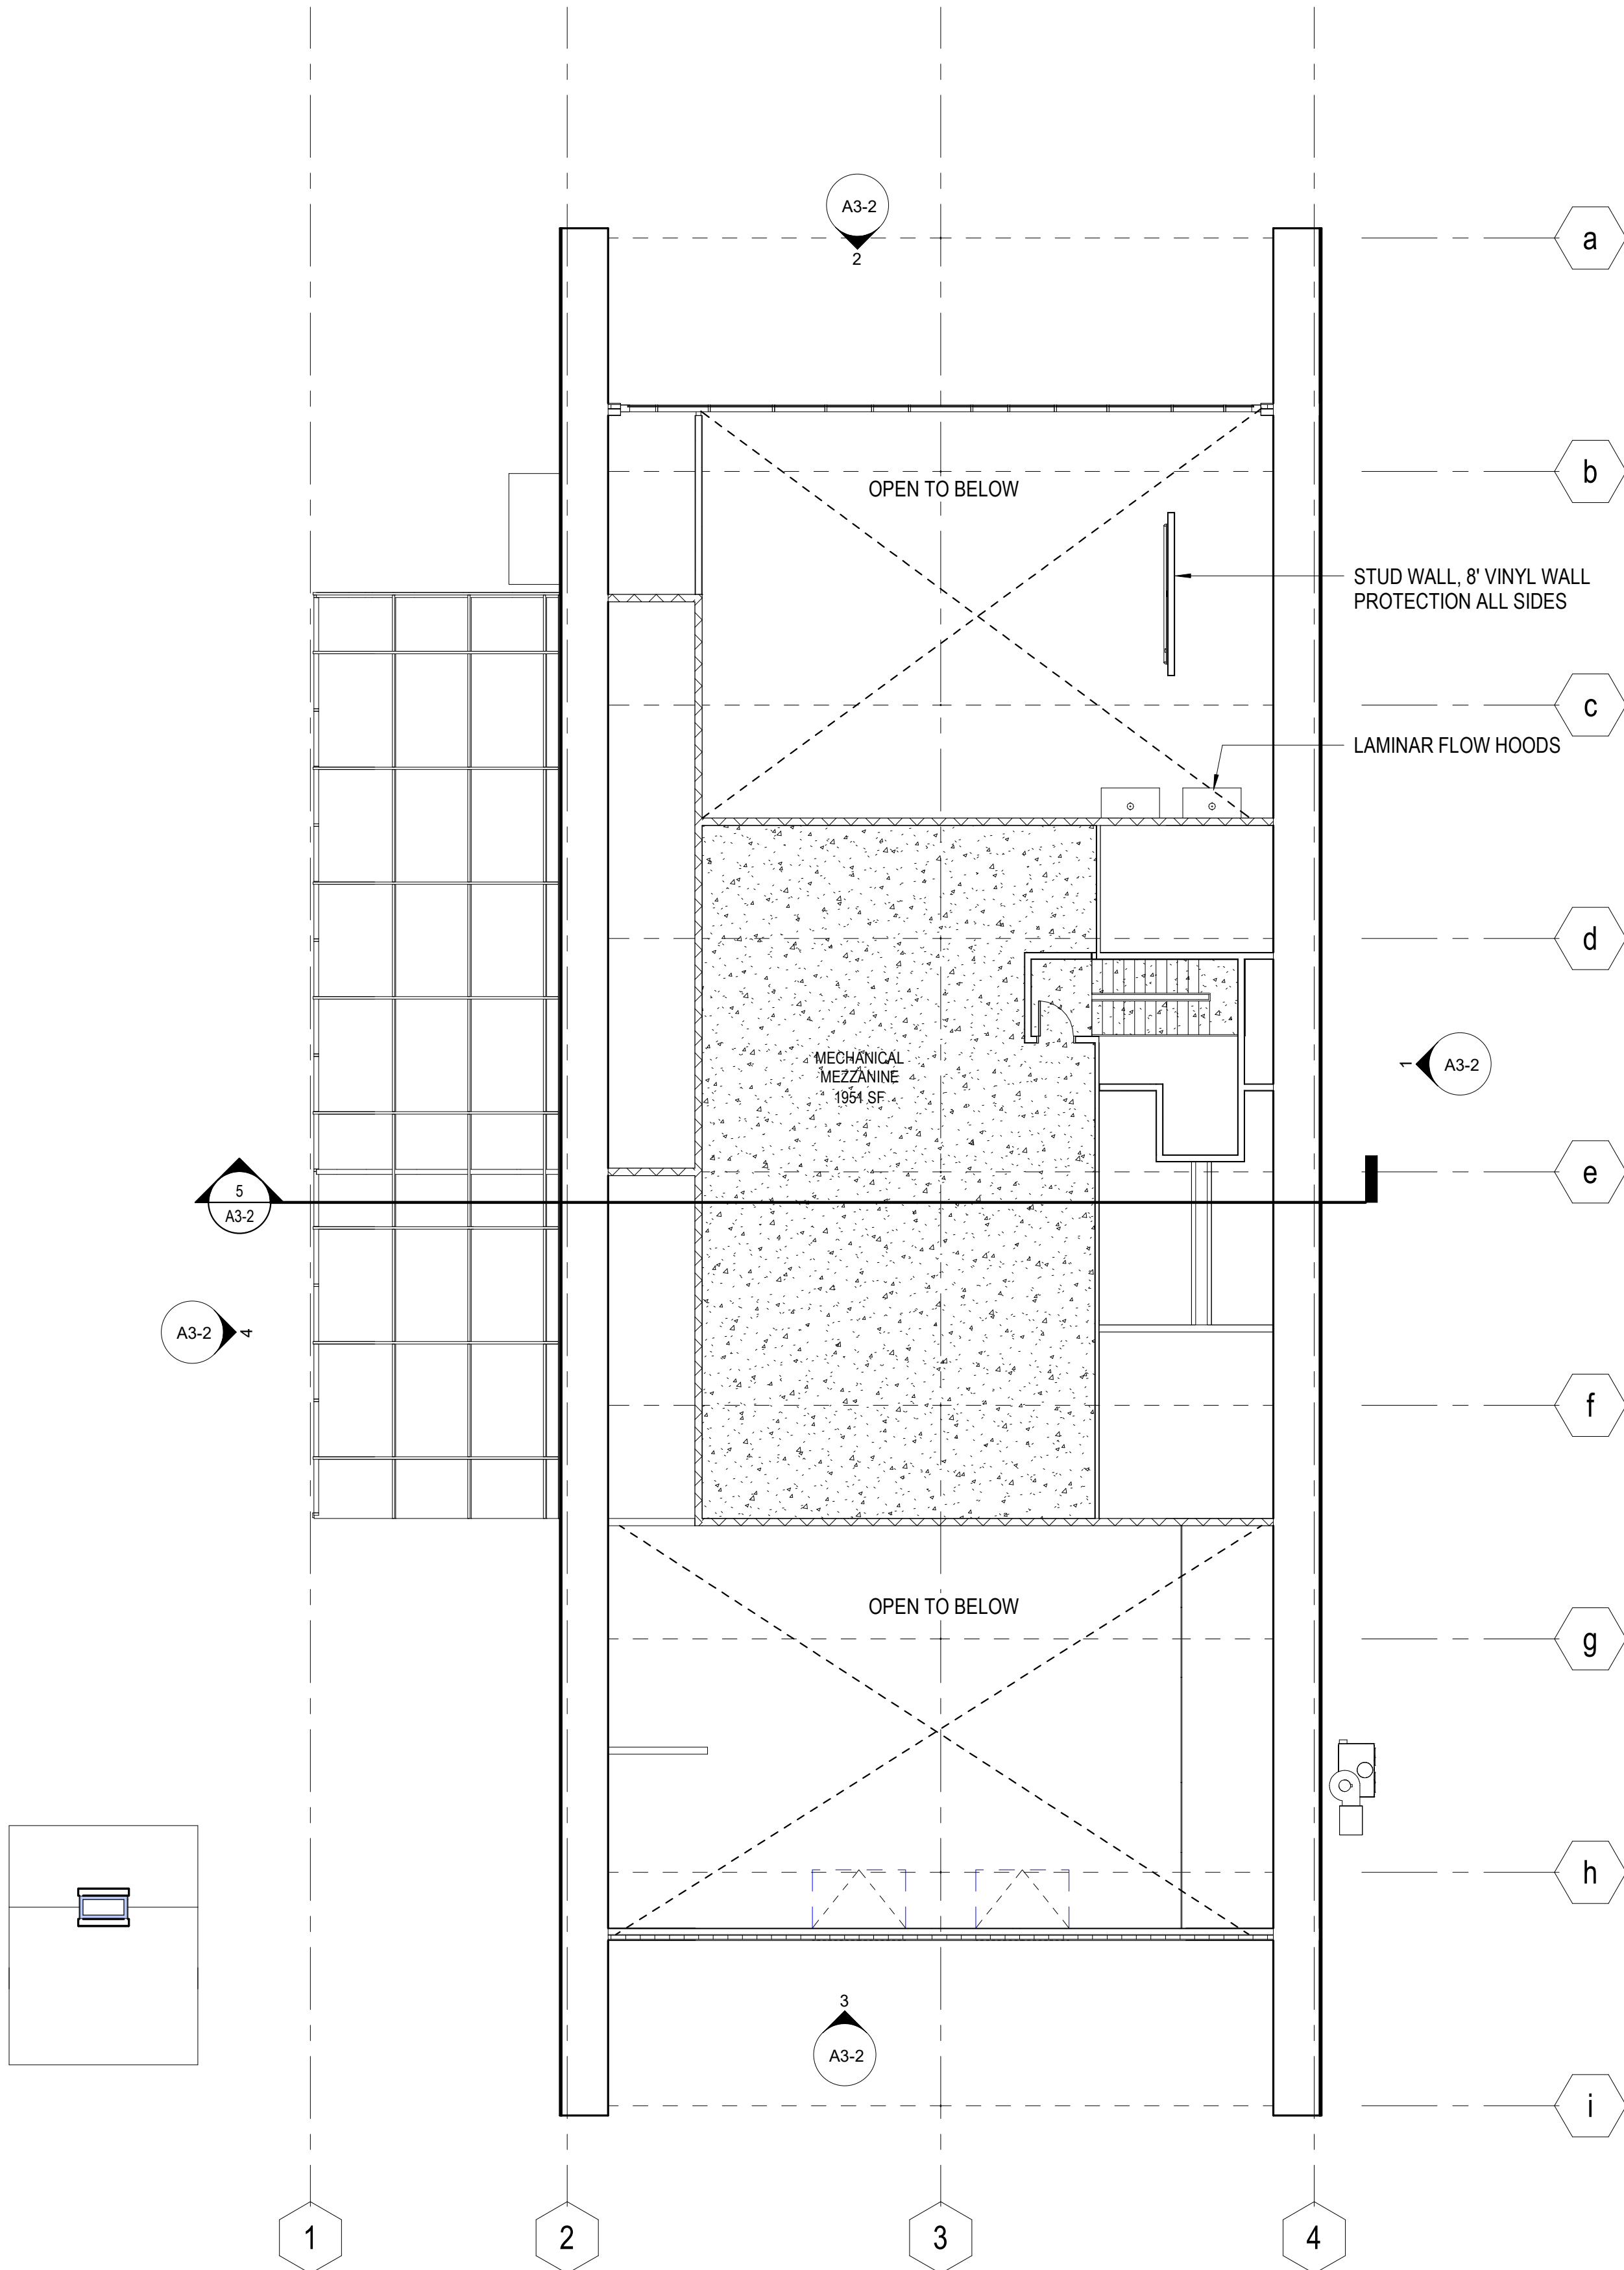 A3-2
2
a
b
OPEN TO BELOW
STUD WALL, 8' VINYL WALL
PROTECTION ALL SIDES
c
LAMINAR FLOW HOODS
d
MECHANICAL
MEZZANINE
1951 SF
1
A3-2
e
5
A3-2
A3-2
4
f
OPEN TO BELOW
g
h
3
A3-2
i
1
2
3
4